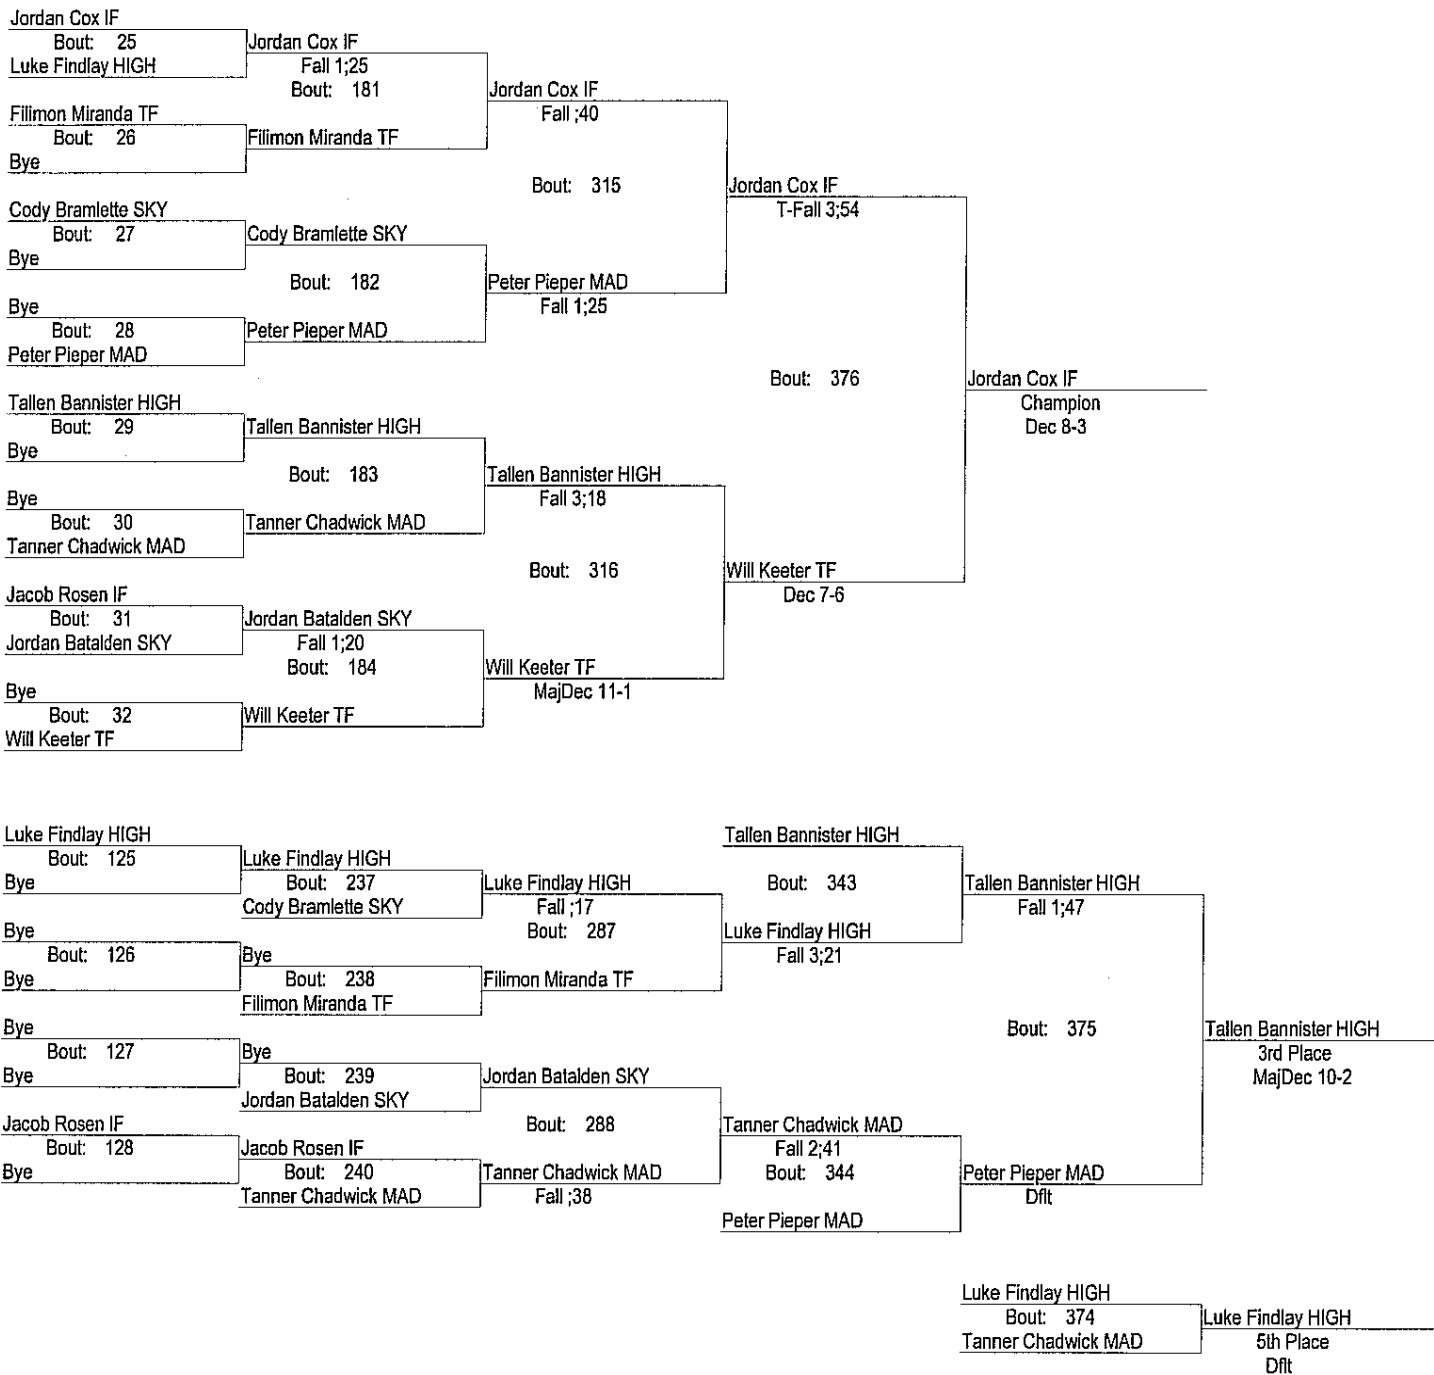 Jordan Cox IF
Bout: 25
Luke Findlay HIGH
Jordan Cox IF
Fall 1;25
Bout: 181
Filimon Miranda TF
Bout: 26
Bye
Filimon Miranda TF
Jordan Cox IF
Fall ;40
Bout: 315
Cody Bramlette SKY
Bout: 27
Bye
Cody Bramlette SKY
Bout: 182
Bye
Bout: 28
Peter Pieper MAD
Peter Pieper MAD
Peter Pieper MAD
Fall 1;25
Jordan Cox IF
T-Fall 3;54
Bout: 376
Tallen Bannister HIGH
Bout: 29
Bye
Tallen Bannister HIGH
Bout: 183
Bye
Bout: 30
Tanner Chadwick MAD
Tanner Chadwick MAD
Tallen Bannister HIGH
Fall 3;18
Bout: 316
Jacob Rosen IF
Bout: 31
Jordan Batalden SKY
Jordan Batalden SKY
Fall 1;20
Bout: 184
Bye
Bout: 32
Will Keeter TF
Will Keeter TF
Will Keeter TF
MajDec 11-1
Will Keeter TF
Dec 7-6
Jordan Cox IF
Champion
Dec 8-3
Luke Findlay HIGH
Bout: 125
Bye
Luke Findlay HIGH
Bout: 237
Cody Bramlette SKY
Luke Findlay HIGH
Fall ;17
Bout: 287
Bye
Bout: 126
Bye
Bye
Bout: 238
Filimon Miranda TF
Filimon Miranda TF
Tallen Bannister HIGH
Bout: 343
Luke Findlay HIGH
Fall 3;21
Tallen Bannister HIGH
Fall 1;47
Bout: 375
Bye
Bout: 127
Bye
Bye
Bout: 239
Jordan Batalden SKY
Jordan Batalden SKY
Bout: 288
Jacob Rosen IF
Bout: 128
Bye
Jacob Rosen IF
Bout: 240
Tanner Chadwick MAD
Tanner Chadwick MAD
Fall ;38
Tanner Chadwick MAD
Fall 2;41
Bout: 344
Peter Pieper MAD
Peter Pieper MAD
Dflt
Tallen Bannister HIGH
3rd Place
MajDec 10-2
Luke Findlay HIGH
Bout: 374
Tanner Chadwick MAD
Luke Findlay HIGH
5th Place
Dflt